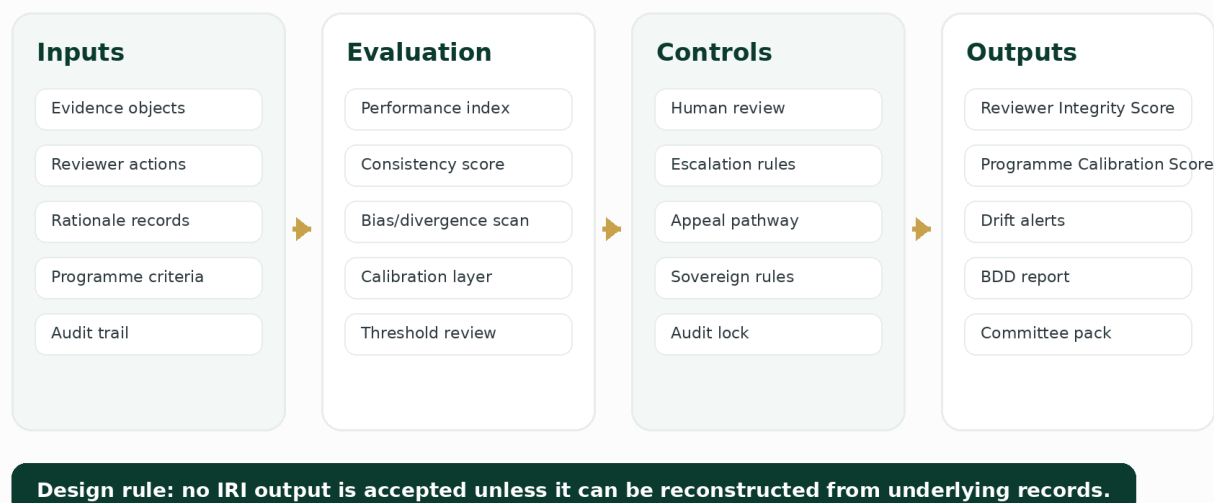 Inputs
Evidence objects
Reviewer actions
Rationale records
Programme criteria
Audit trail
Evaluation
Performance index
Consistency score
Bias/divergence scan
Calibration layer
Threshold review
Controls
Human review
Escalation rules
Appeal pathway
Sovereign rules
Audit lock
Outputs
Reviewer Integrity Score
Programme Calibration Score
Drift alerts
BDD report
Committee pack
Design rule: no IRI output is accepted unless it can be reconstructed from underlying records.